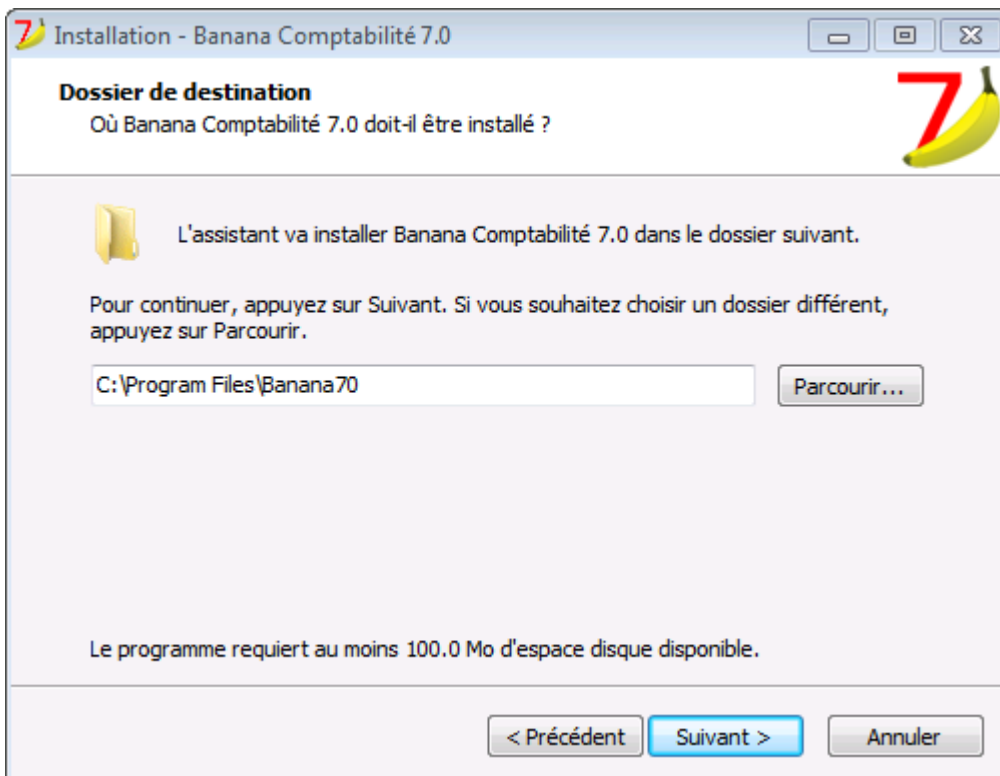 7 Installation - Banana Comptabilité 7.0
Dossier de destination
Où Banana Comptabilité 7.0 doit-il être installé ?
7
L'assistant va installer Banana Comptabilité 7.0 dans le dossier suivant.
Pour continuer, appuyez sur Suivant. Si vous souhaitez choisir un dossier différent,
appuyez sur Parcourir.
C:\Program Files\Banana70
Parcourir...
Le programme requiert au moins 100.0 Mo d'espace disque disponible.
< Précédent
Suivant >
Annuler